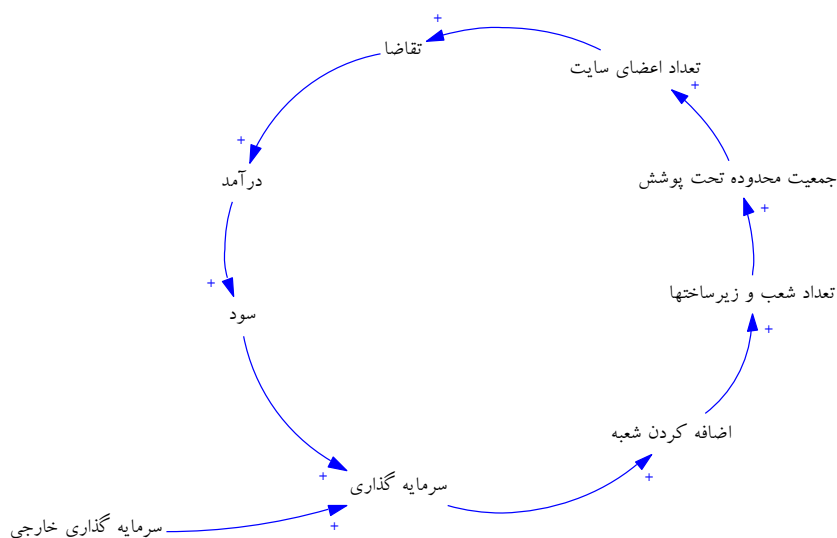 تقاضا
تعداد اعضای سایت
جمعیت محدوده تحت پوشش
درآمد
تعداد شعب و زیرساختها
سود
اضافه کردن شعبه
سرمایه گذاری
سرمایه گذاری خارجی
+
+
+
+
+
+
+
+
+
+